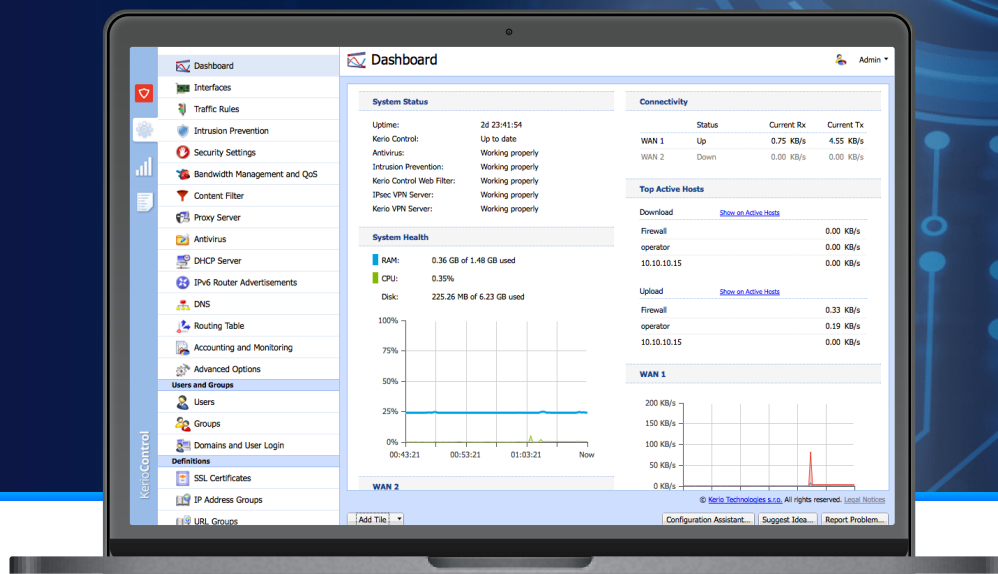 Dashboard
Interfaces
Traffic Rules
Intrusion Prevention
Security Settings
Bandwidth Management and QoS
Content Filter
Proxy Server
Antivirus
DHCP Server
IPv6 Router Advertisements
DNS
Routing Table
Accounting and Monitoring
Advanced Options
Users and Groups
Users
Groups
Domains and User Login
Definitions
SSL Certificates
IP Address Groups
URL Groups
KerioControl
Dashboard
Admin
System Status
Uptime: 2d 23:41:54
Kerio Control: Up to date
Antivirus: Working properly
Intrusion Prevention: Working properly
Kerio Control Web Filter: Working properly
IPsec VPN Server: Working properly
Kerio VPN Server: Working properly
System Health
RAM: 0.36 GB of 1.48 GB used
CPU: 0.35%
Disk: 225.26 MB of 6.23 GB used
100%
75%
50%
25%
0%
00:43:21 00:53:21 01:03:21 Now
WAN 2
Connectivity
Status Current Rx Current Tx
WAN 1 Up 0.75 KB/s 4.55 KB/s
WAN 2 Down 0.00 KB/s 0.00 KB/s
Top Active Hosts
Download Show on Active Hosts
Firewall 0.00 KB/s
operator 0.00 KB/s
10.10.10.15 0.00 KB/s
Upload Show on Active Hosts
Firewall 0.33 KB/s
operator 0.19 KB/s
10.10.10.15 0.00 KB/s
WAN 1
200 KB/s
150 KB/s
100 KB/s
50 KB/s
0 KB/s
© Kerio Technologies s.r.o. All rights reserved. Legal Notices
Add Tile
Configuration Assistant... Suggest Idea... Report Problem...